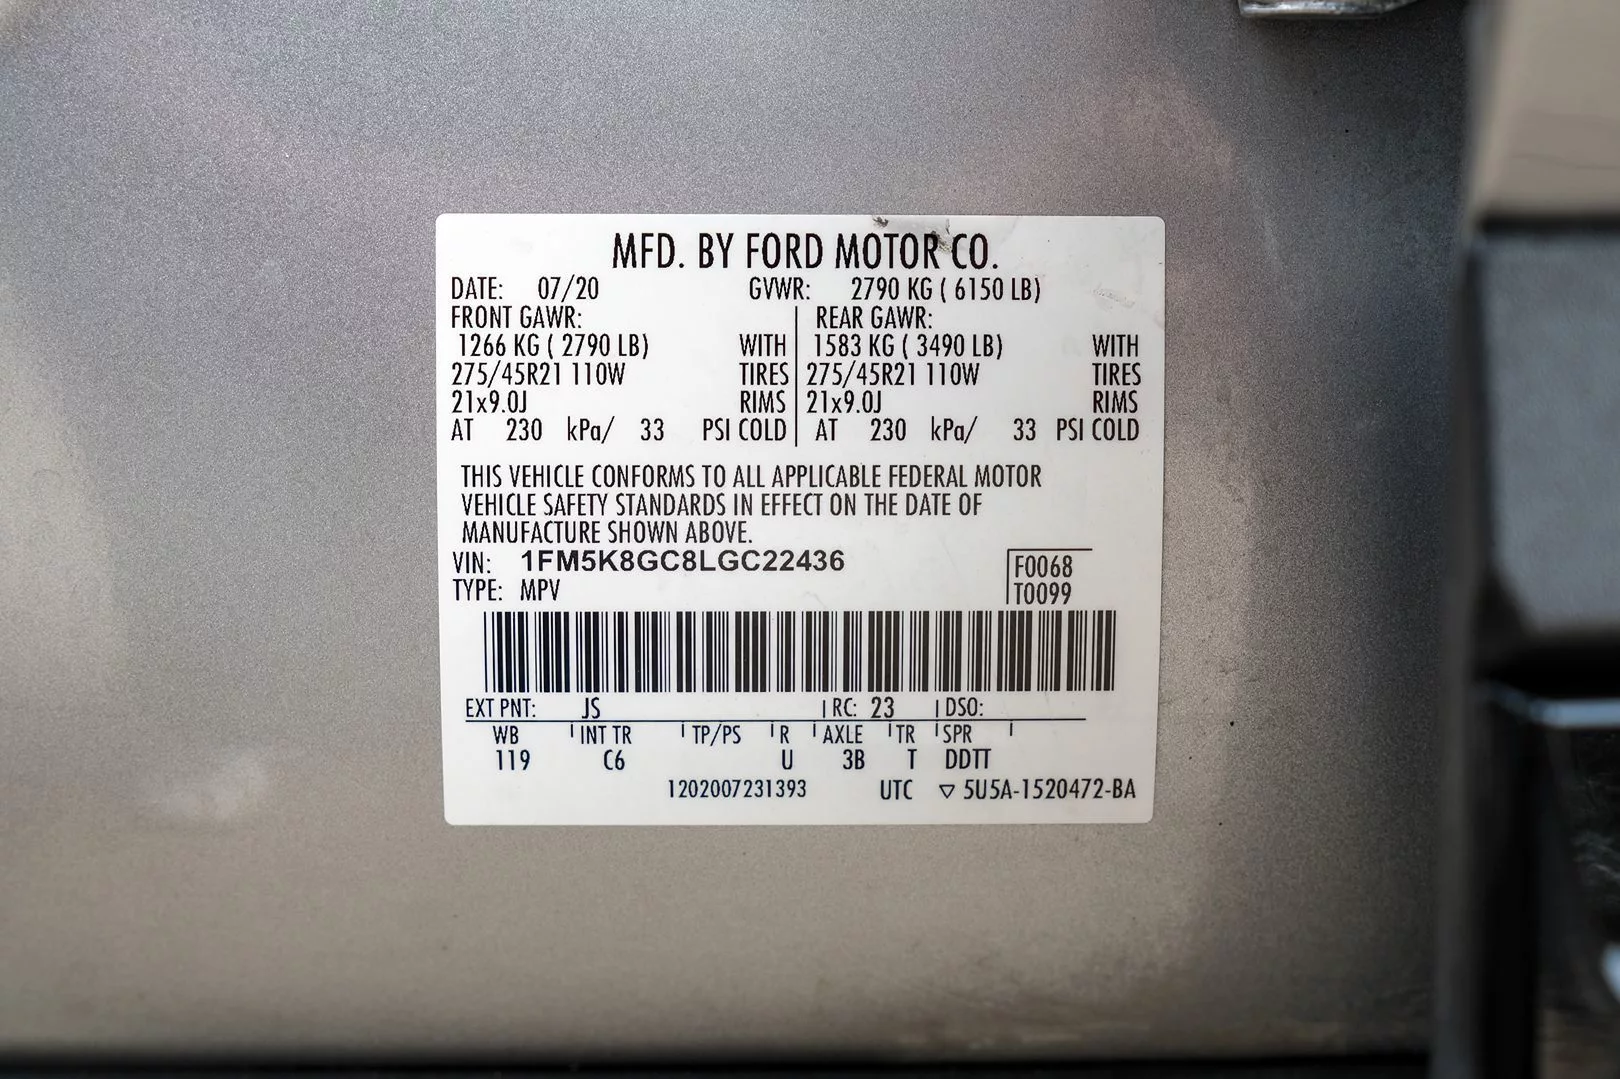 MFD. BY FORD MOTOR CO.
DATE: 07/20 GVWR: 2790 KG ( 6150 LB)
FRONT GAWR: REAR GAWR:
1266 KG ( 2790 LB) WITH 1583 KG ( 3490 LB) WITH
275/45R21 110W TIRES 275/45R21 110W TIRES
21x9.0J RIMS 21x9.0J RIMS
AT 230 kPa/ 33 PSI COLD AT 230 kPa/ 33 PSI COLD
THIS VEHICLE CONFORMS TO ALL APPLICABLE FEDERAL MOTOR
VEHICLE SAFETY STANDARDS IN EFFECT ON THE DATE OF
MANUFACTURE SHOWN ABOVE.
VIN: 1FM5K8GC8LGC22436 F0068
TYPE: MPV T0099
EXT PNT: JS RC: 23 DSO:
WB INT TR TP/PS R AXLE TR SPR
119 C6 U 3B T DDTT
1202007231393 UTC ▽ 5U5A-1520472-BA